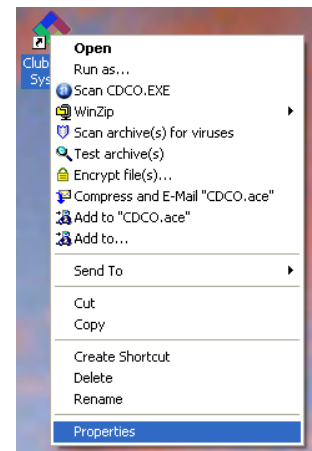 Club
Sys
Open
Run as...
Scan CDCO.EXE
WinZip
Scan archive(s) for viruses
Test archive(s)
Encrypt file(s)...
Compress and E-Mail "CDCO.ace"
Add to "CDCO.ace"
Add to...
Send To
Cut
Copy
Create Shortcut
Delete
Rename
Properties